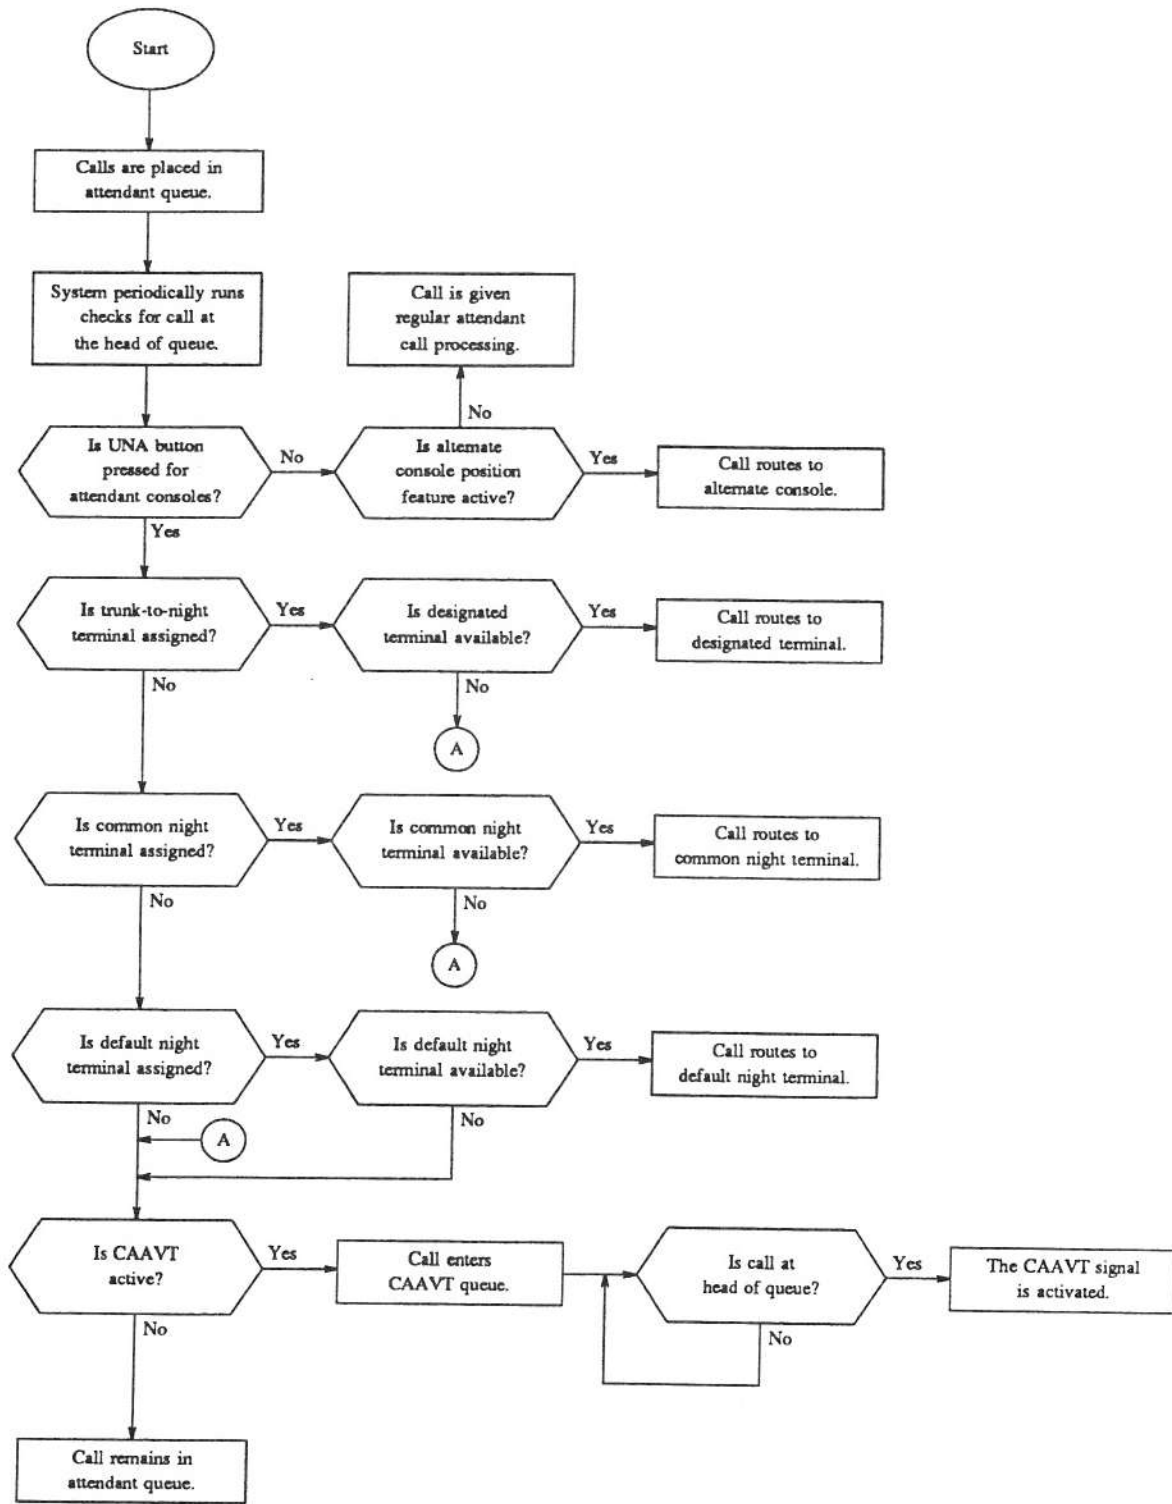 Start
Calls are placed in
attendant queue.
System periodically runs
checks for call at
the head of queue.
Call is given
regular attendant
call processing.
No
Is UNA button
pressed for
attendant consoles?
No
Is alternate
console position
feature active?
Yes
Call routes to
alternate console.
Yes
Is trunk-to-night
terminal assigned?
Yes
Is designated
terminal available?
Yes
Call routes to
designated terminal.
No
No
A
Is common night
terminal assigned?
Yes
Is common night
terminal available?
Yes
Call routes to
common night terminal.
No
No
A
Is default night
terminal assigned?
Yes
Is default night
terminal available?
Yes
Call routes to
default night terminal.
No
No
A
Is CAAVT
active?
Yes
Call enters
CAAVT queue.
Is call at
head of queue?
Yes
The CAAVT signal
is activated.
No
No
Call remains in
attendant queue.